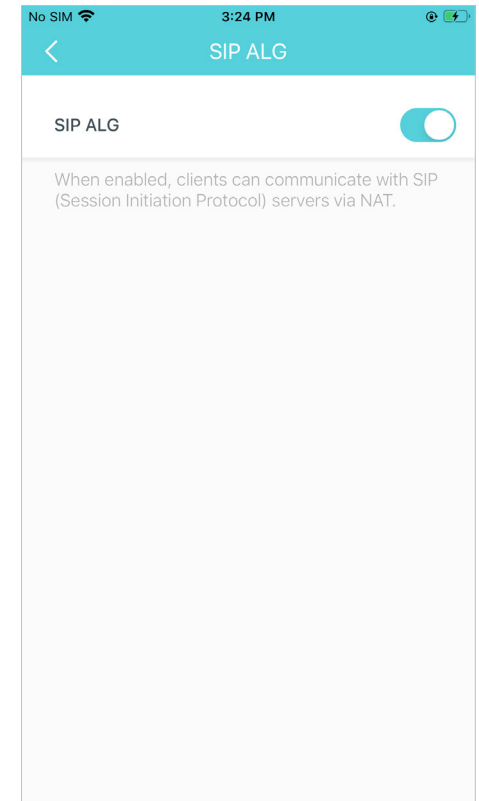 No SIM 3:24 PM
SIP ALG
SIP ALG
When enabled, clients can communicate with SIP
(Session Initiation Protocol) servers via NAT.